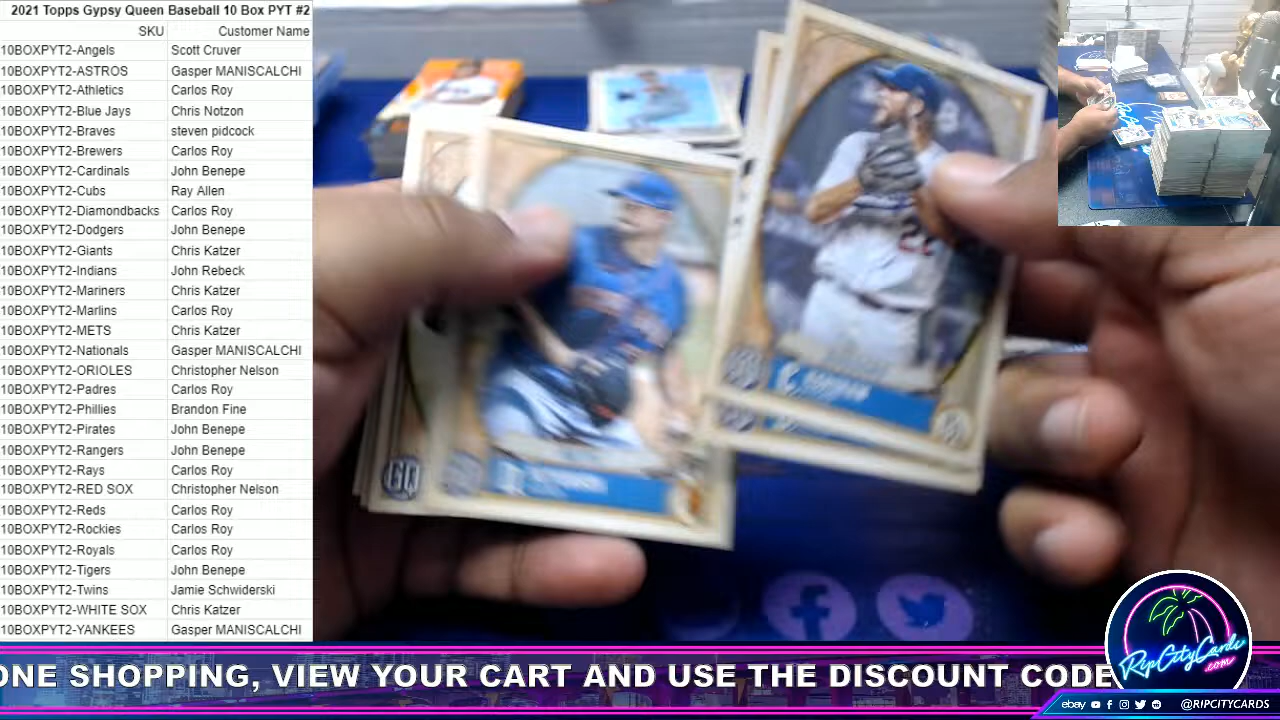 2021 Topps Gypsy Queen Baseball 10 Box PYT #2
SKU Customer Name
10BOXPYT2-Angels Scott Cruver
10BOXPYT2-ASTROS Gasper MANISCALCHI
10BOXPYT2-Athletics Carlos Roy
10BOXPYT2-Blue Jays Chris Notzon
10BOXPYT2-Braves steven pidcock
10BOXPYT2-Brewers Carlos Roy
10BOXPYT2-Cardinals John Benepe
10BOXPYT2-Cubs Ray Allen
10BOXPYT2-Diamondbacks Carlos Roy
10BOXPYT2-Dodgers John Benepe
10BOXPYT2-Giants Chris Katzer
10BOXPYT2-Indians John Rebeck
10BOXPYT2-Mariners Chris Katzer
10BOXPYT2-Marlins Carlos Roy
10BOXPYT2-METS Chris Katzer
10BOXPYT2-Nationals Gasper MANISCALCHI
10BOXPYT2-ORIOLES Christopher Nelson
10BOXPYT2-Padres Carlos Roy
10BOXPYT2-Phillies Brandon Fine
10BOXPYT2-Pirates John Benepe
10BOXPYT2-Rangers John Benepe
10BOXPYT2-Rays Carlos Roy
10BOXPYT2-RED SOX Christopher Nelson
10BOXPYT2-Reds Carlos Roy
10BOXPYT2-Rockies Carlos Roy
10BOXPYT2-Royals Carlos Roy
10BOXPYT2-Tigers John Benepe
10BOXPYT2-Twins Jamie Schwiderski
10BOXPYT2-WHITE SOX Chris Katzer
10BOXPYT2-YANKEES Gasper MANISCALCHI
GQ
ONE SHOPPING, VIEW YOUR CART AND USE THE DISCOUNT CODE
RipCityCards
.com
ebay @RIPCITYCARDS